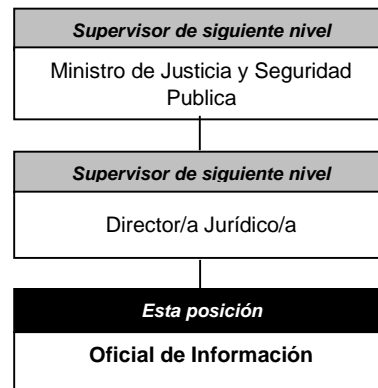 Supervisor de siguiente nivel
Ministro de Justicia y Seguridad
Publica
Supervisor de siguiente nivel
Director/a Jurídico/a
Esta posición
Oficial de Información